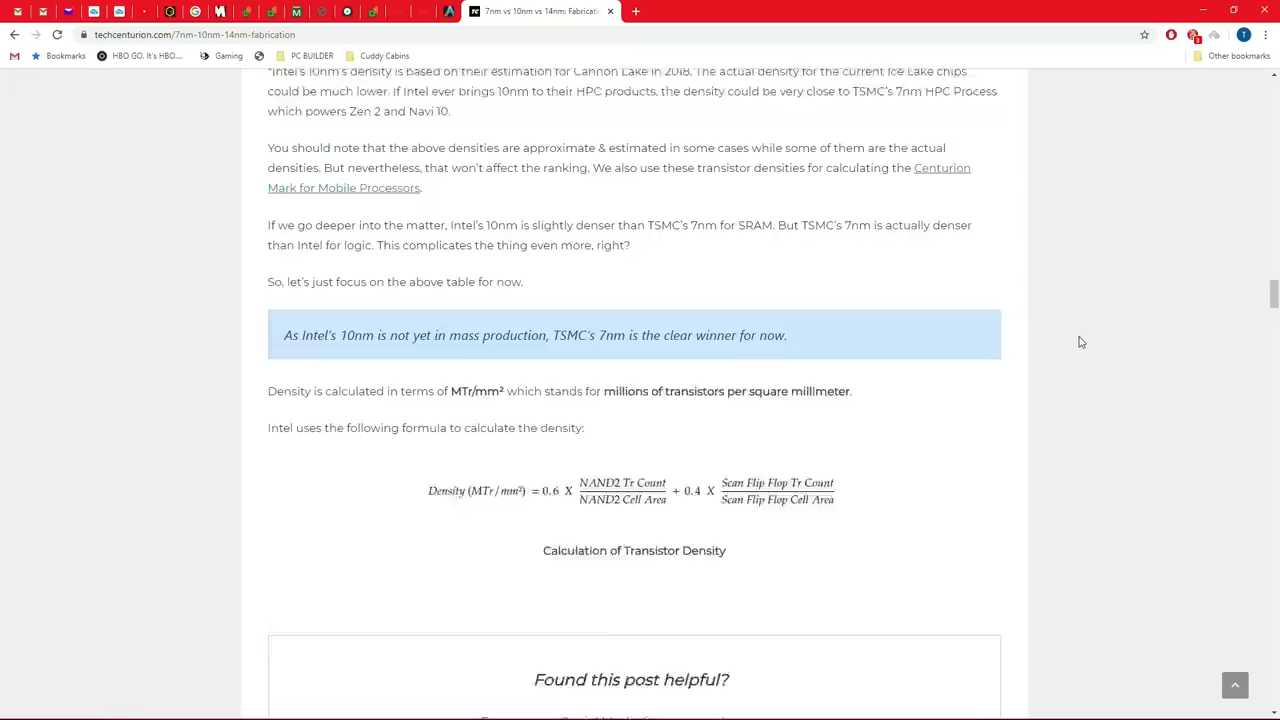 7nm vs 10nm vs 14nm: Fabricatio
techcenturion.com/7nm-10nm-14nm-fabrication
Bookmarks HBO GO. It's HBO.... Gaming PC BUILDER Cuddy Cabins Other bookmarks
*Intel's 10nm's density is based on their estimation for Cannon Lake in 2018. The actual density for the current Ice Lake chips
could be much lower. If Intel ever brings 10nm to their HPC products, the density could be very close to TSMC's 7nm HPC Process
which powers Zen 2 and Navi 10.
You should note that the above densities are approximate & estimated in some cases while some of them are the actual
densities. But nevertheless, that won't affect the ranking. We also use these transistor densities for calculating the Centurion
Mark for Mobile Processors.
If we go deeper into the matter, Intel's 10nm is slightly denser than TSMC's 7nm for SRAM. But TSMC's 7nm is actually denser
than Intel for logic. This complicates the thing even more, right?
So, let's just focus on the above table for now.
As Intel's 10nm is not yet in mass production, TSMC's 7nm is the clear winner for now.
Density is calculated in terms of MTr/mm² which stands for millions of transistors per square millimeter.
Intel uses the following formula to calculate the density:
Density (MTr/mm²) = 0.6 X NAND2 Tr Count / NAND2 Cell Area + 0.4 X Scan Flip Flop Tr Count / Scan Flip Flop Cell Area
Calculation of Transistor Density
Found this post helpful?